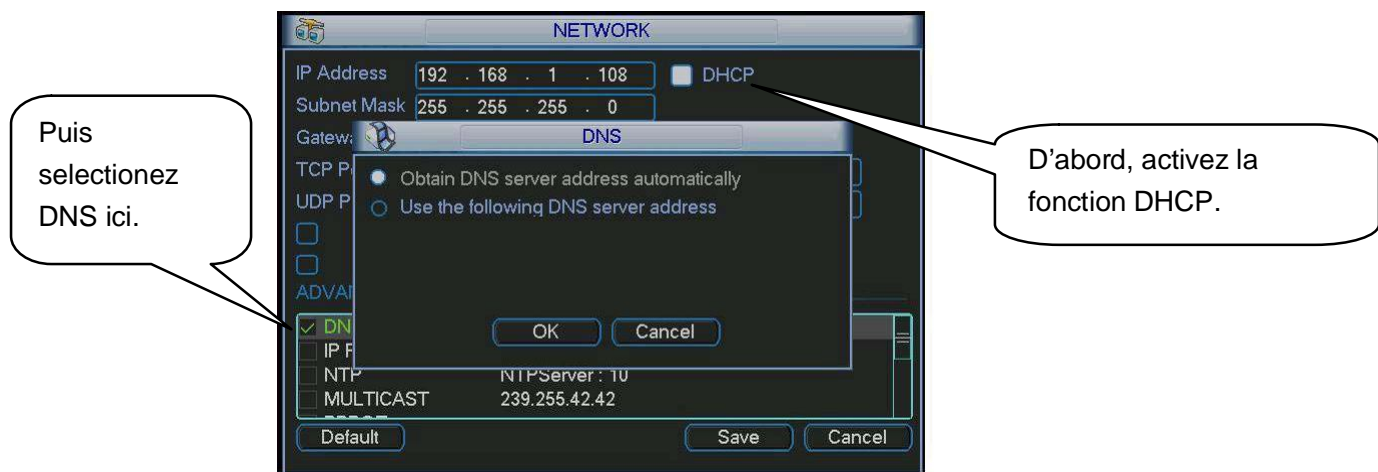 NETWORK
IP Address 192 . 168 . 1 . 108 DHCP
Subnet Mask 255 . 255 . 255 . 0
DNS
TCP
UDP P
Obtain DNS server address automatically
Use the following DNS server address
OK Cancel
NTP NTPServer : 10
MULTICAST 239.255.42.42
Default Save Cancel
Puis
selectionez
DNS ici.
D'abord, activez la
fonction DHCP.